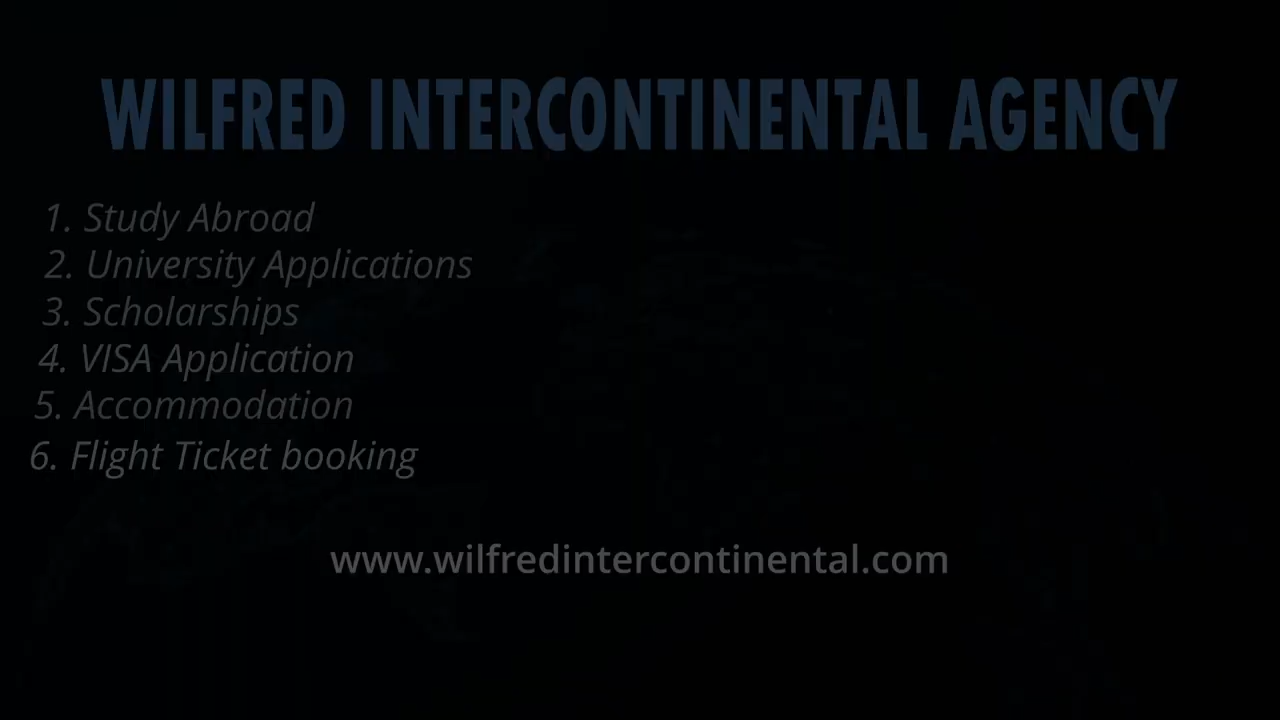 WILFRED INTERCONTINENTAL AGENCY
1. Study Abroad
2. University Applications
3. Scholarships
4. VISA Application
5. Accommodation
6. Flight Ticket booking
www.wilfredintercontinental.com